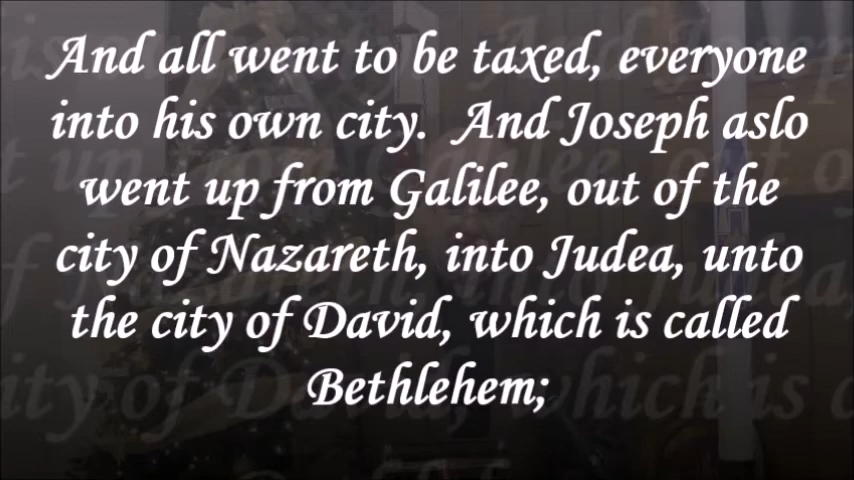 And all went to be taxed, everyone
into his own city. And Joseph aslo
went up from Galilee, out of the
city of Nazareth, into Judea, unto
the city of David, which is called
Bethlehem;